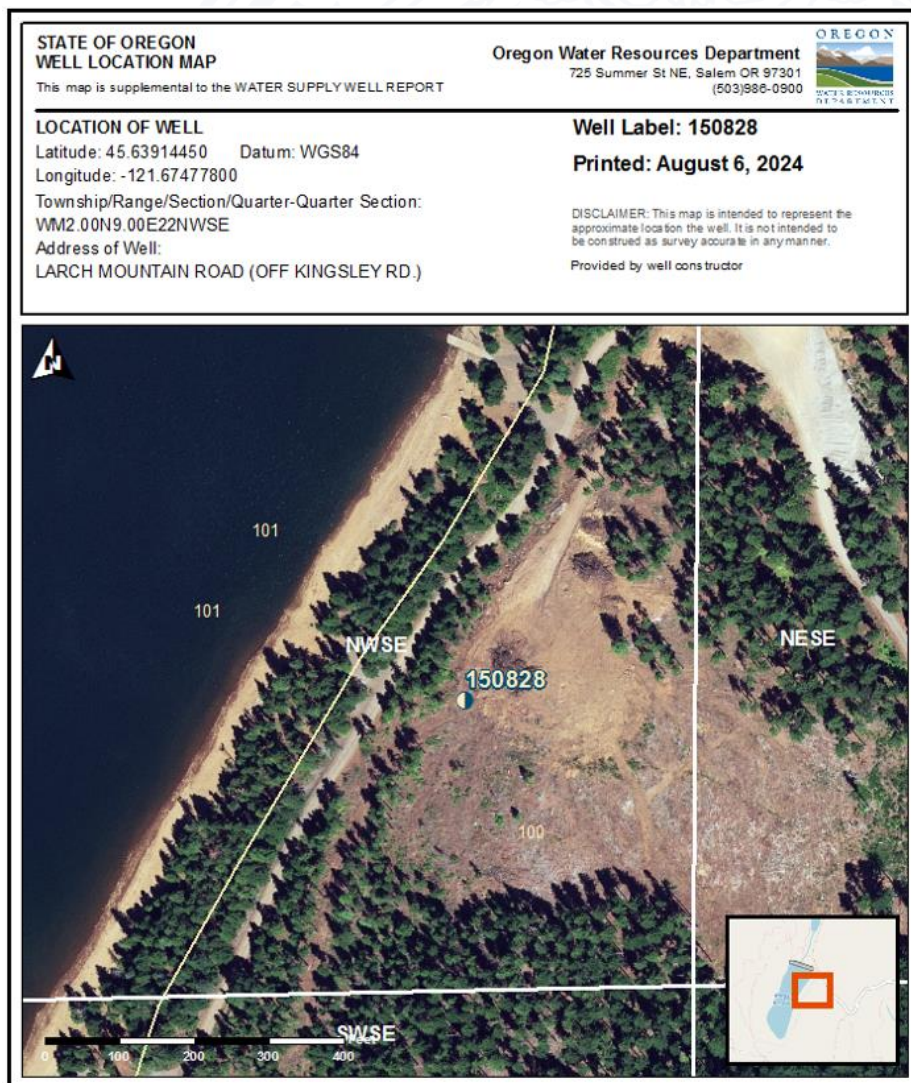 STATE OF OREGON
WELL LOCATION MAP
This map is supplemental to the WATER SUPPLY WELL REPORT
Oregon Water Resources Department
725 Summer St NE, Salem OR 97301
(503)986-0900
OREGON
WATER RESOURCES
DEPARTMENT
LOCATION OF WELL
Latitude: 45.63914450 Datum: WGS84
Longitude: -121.67477800
Township/Range/Section/Quarter-Quarter Section:
WM2.00N9.00E22NWSE
Address of Well:
LARCH MOUNTAIN ROAD (OFF KINGSLEY RD.)
Well Label: 150828
Printed: August 6, 2024
DISCLAIMER: This map is intended to represent the
approximate location the well. It is not intended to
be construed as survey accurate in any manner.
Provided by well constructor
N
101
101
NWSE
NESE
150828
100
SWSE
Feet
0 100 200 300 400